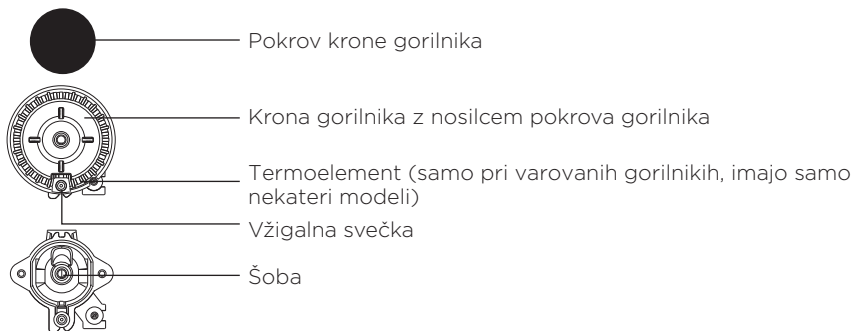 Pokrov krone gorilnika
Krona gorilnika z nosilcem pokrova gorilnika
Termoelement (samo pri varovanih gorilnikih, imajo samo
nekateri modeli)
Vžigalna svečka
Šoba